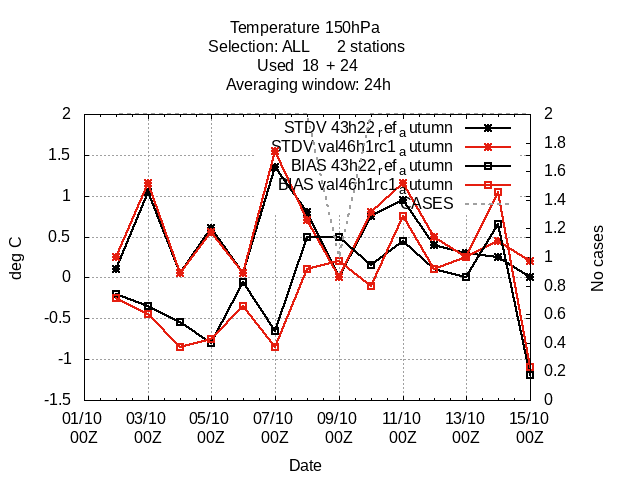 Temperature 150hPa
Selection: ALL 2 stations
Used 18 + 24
Averaging window: 24h
STDV 43h22_ref_autumn
STDV val46h1rc1_autumn
BIAS 43h22_ref_autumn
BIAS val46h1rc1_autumn
CASES
2
1.5
1
0.5
0
-0.5
-1
-1.5
deg C
2
1.8
1.6
1.4
1.2
1
0.8
0.6
0.4
0.2
0
No cases
01/10 03/10 05/10 07/10 09/10 11/10 13/10 15/10
00Z 00Z 00Z 00Z 00Z 00Z 00Z 00Z
Date